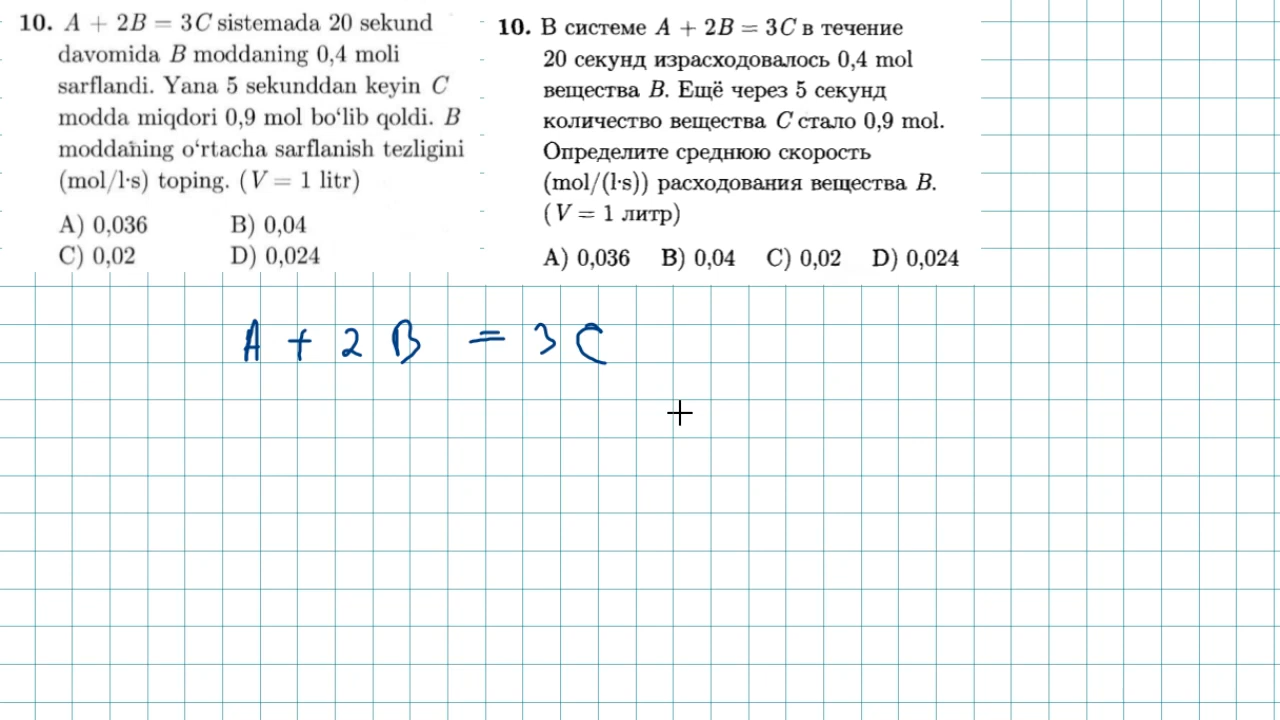 10. A + 2B = 3C sistemada 20 sekund
davomida B moddaning 0,4 moli
sarflandi. Yana 5 sekunddan keyin C
modda miqdori 0,9 mol bo‘lib qoldi. B
moddaning o‘rtacha sarflanish tezligini
(mol/l·s) toping. (V = 1 litr)
A) 0,036 B) 0,04
C) 0,02 D) 0,024
10. В системе A + 2B = 3C в течение
20 секунд израсходовалось 0,4 mol
вещества B. Ещё через 5 секунд
количество вещества C стало 0,9 mol.
Определите среднюю скорость
(mol/(l·s)) расходования вещества B.
(V = 1 литр)
A) 0,036 B) 0,04 C) 0,02 D) 0,024
A + 2 B = 3 C